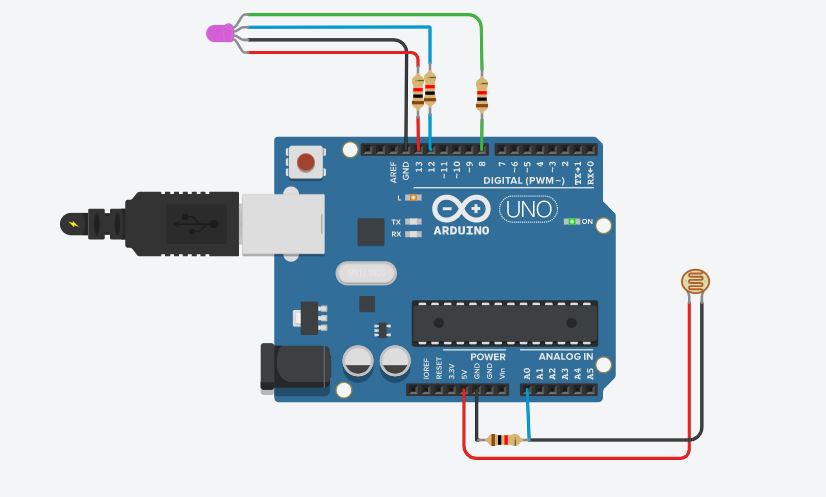 AREF
GND
13
12
~11
~10
~9
8
7
~6
~5
4
~3
2
TX→1
RX←0
DIGITAL (PWM~)
L
TX
RX
UNO
ARDUINO
ON
POWER
ANALOG IN
IOREF
RESET
3.3V
5V
GND
GND
Vin
A0
A1
A2
A3
A4
A5